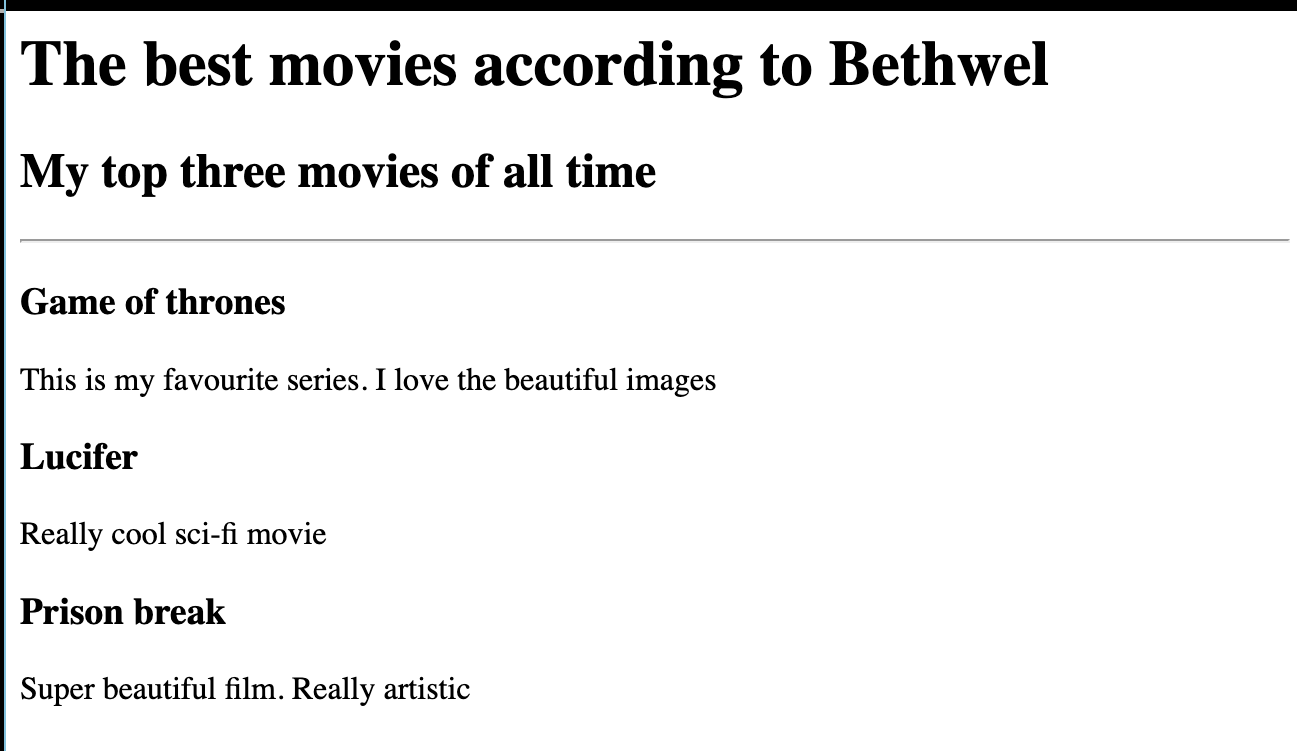 The best movies according to Bethwel
My top three movies of all time
Game of thrones
This is my favourite series. I love the beautiful images
Lucifer
Really cool sci-fi movie
Prison break
Super beautiful film. Really artistic